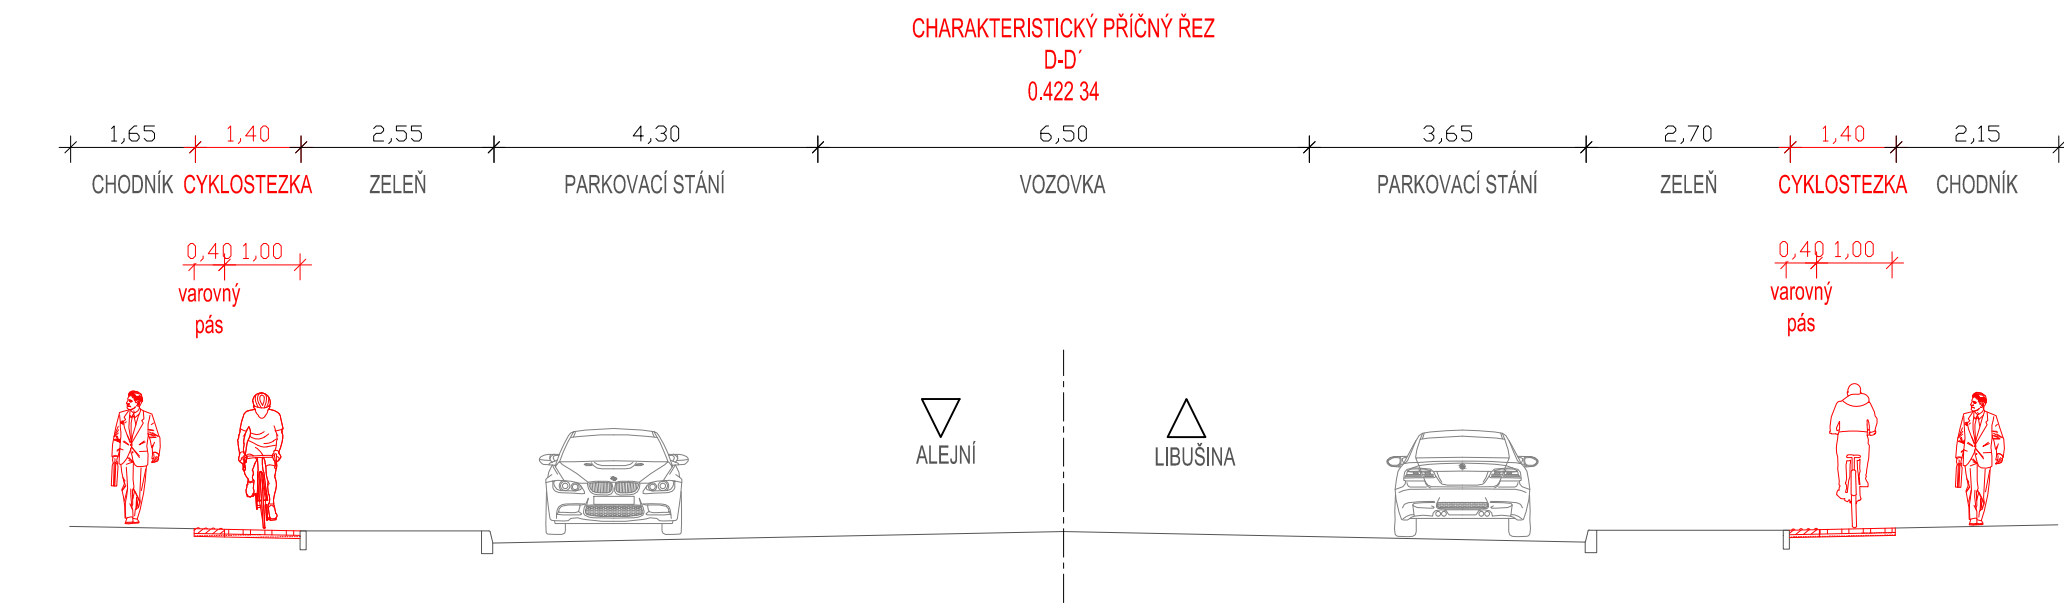 CHARAKTERISTICKÝ PŘÍČNÝ ŘEZ
D-D´
0.422 34
1,65 1,40 2,55 4,30 6,50 3,65 2,70 1,40 2,15
CHODNÍK CYKLOSTEZKA ZELEŇ PARKOVACÍ STÁNÍ VOZOVKA PARKOVACÍ STÁNÍ ZELEŇ CYKLOSTEZKA CHODNÍK
0,40 1,00 0,40 1,00
varovný varovný
pás pás
ALEJNÍ LIBUŠINA